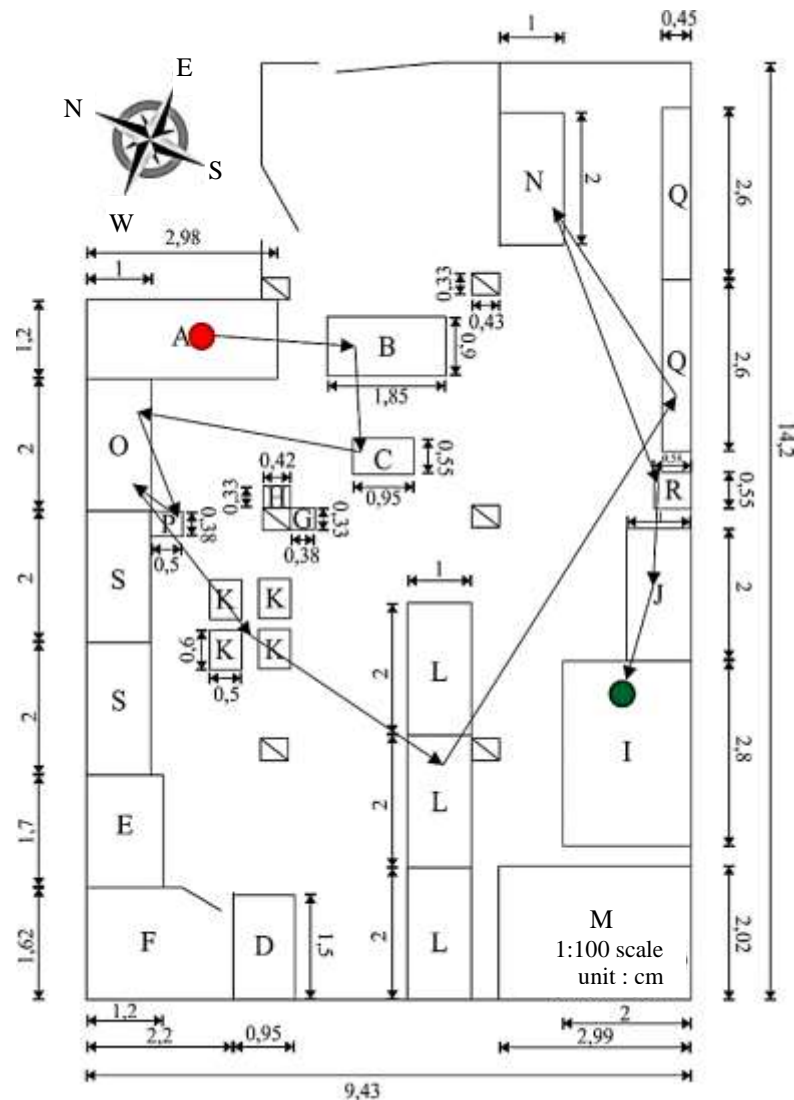 1
0,45
E
N
S
W
2,98
1
N
2
Q
2,6
0,33
0,43
1,2
A
B
0,9
1,85
Q
2,6
14,2
2
O
C
0,55
0,95
0,42
0,33
H
G
0,33
0,38
P
0,38
0,5
R
0,55
2
S
K
K
1
J
2
K
K
0,6
0,5
2
L
2
S
I
2,8
2
L
1,7
E
1,62
F
D
1,5
2
L
M
1:100 scale
unit : cm
2,02
1,2
2
2,2
0,95
2,99
9,43